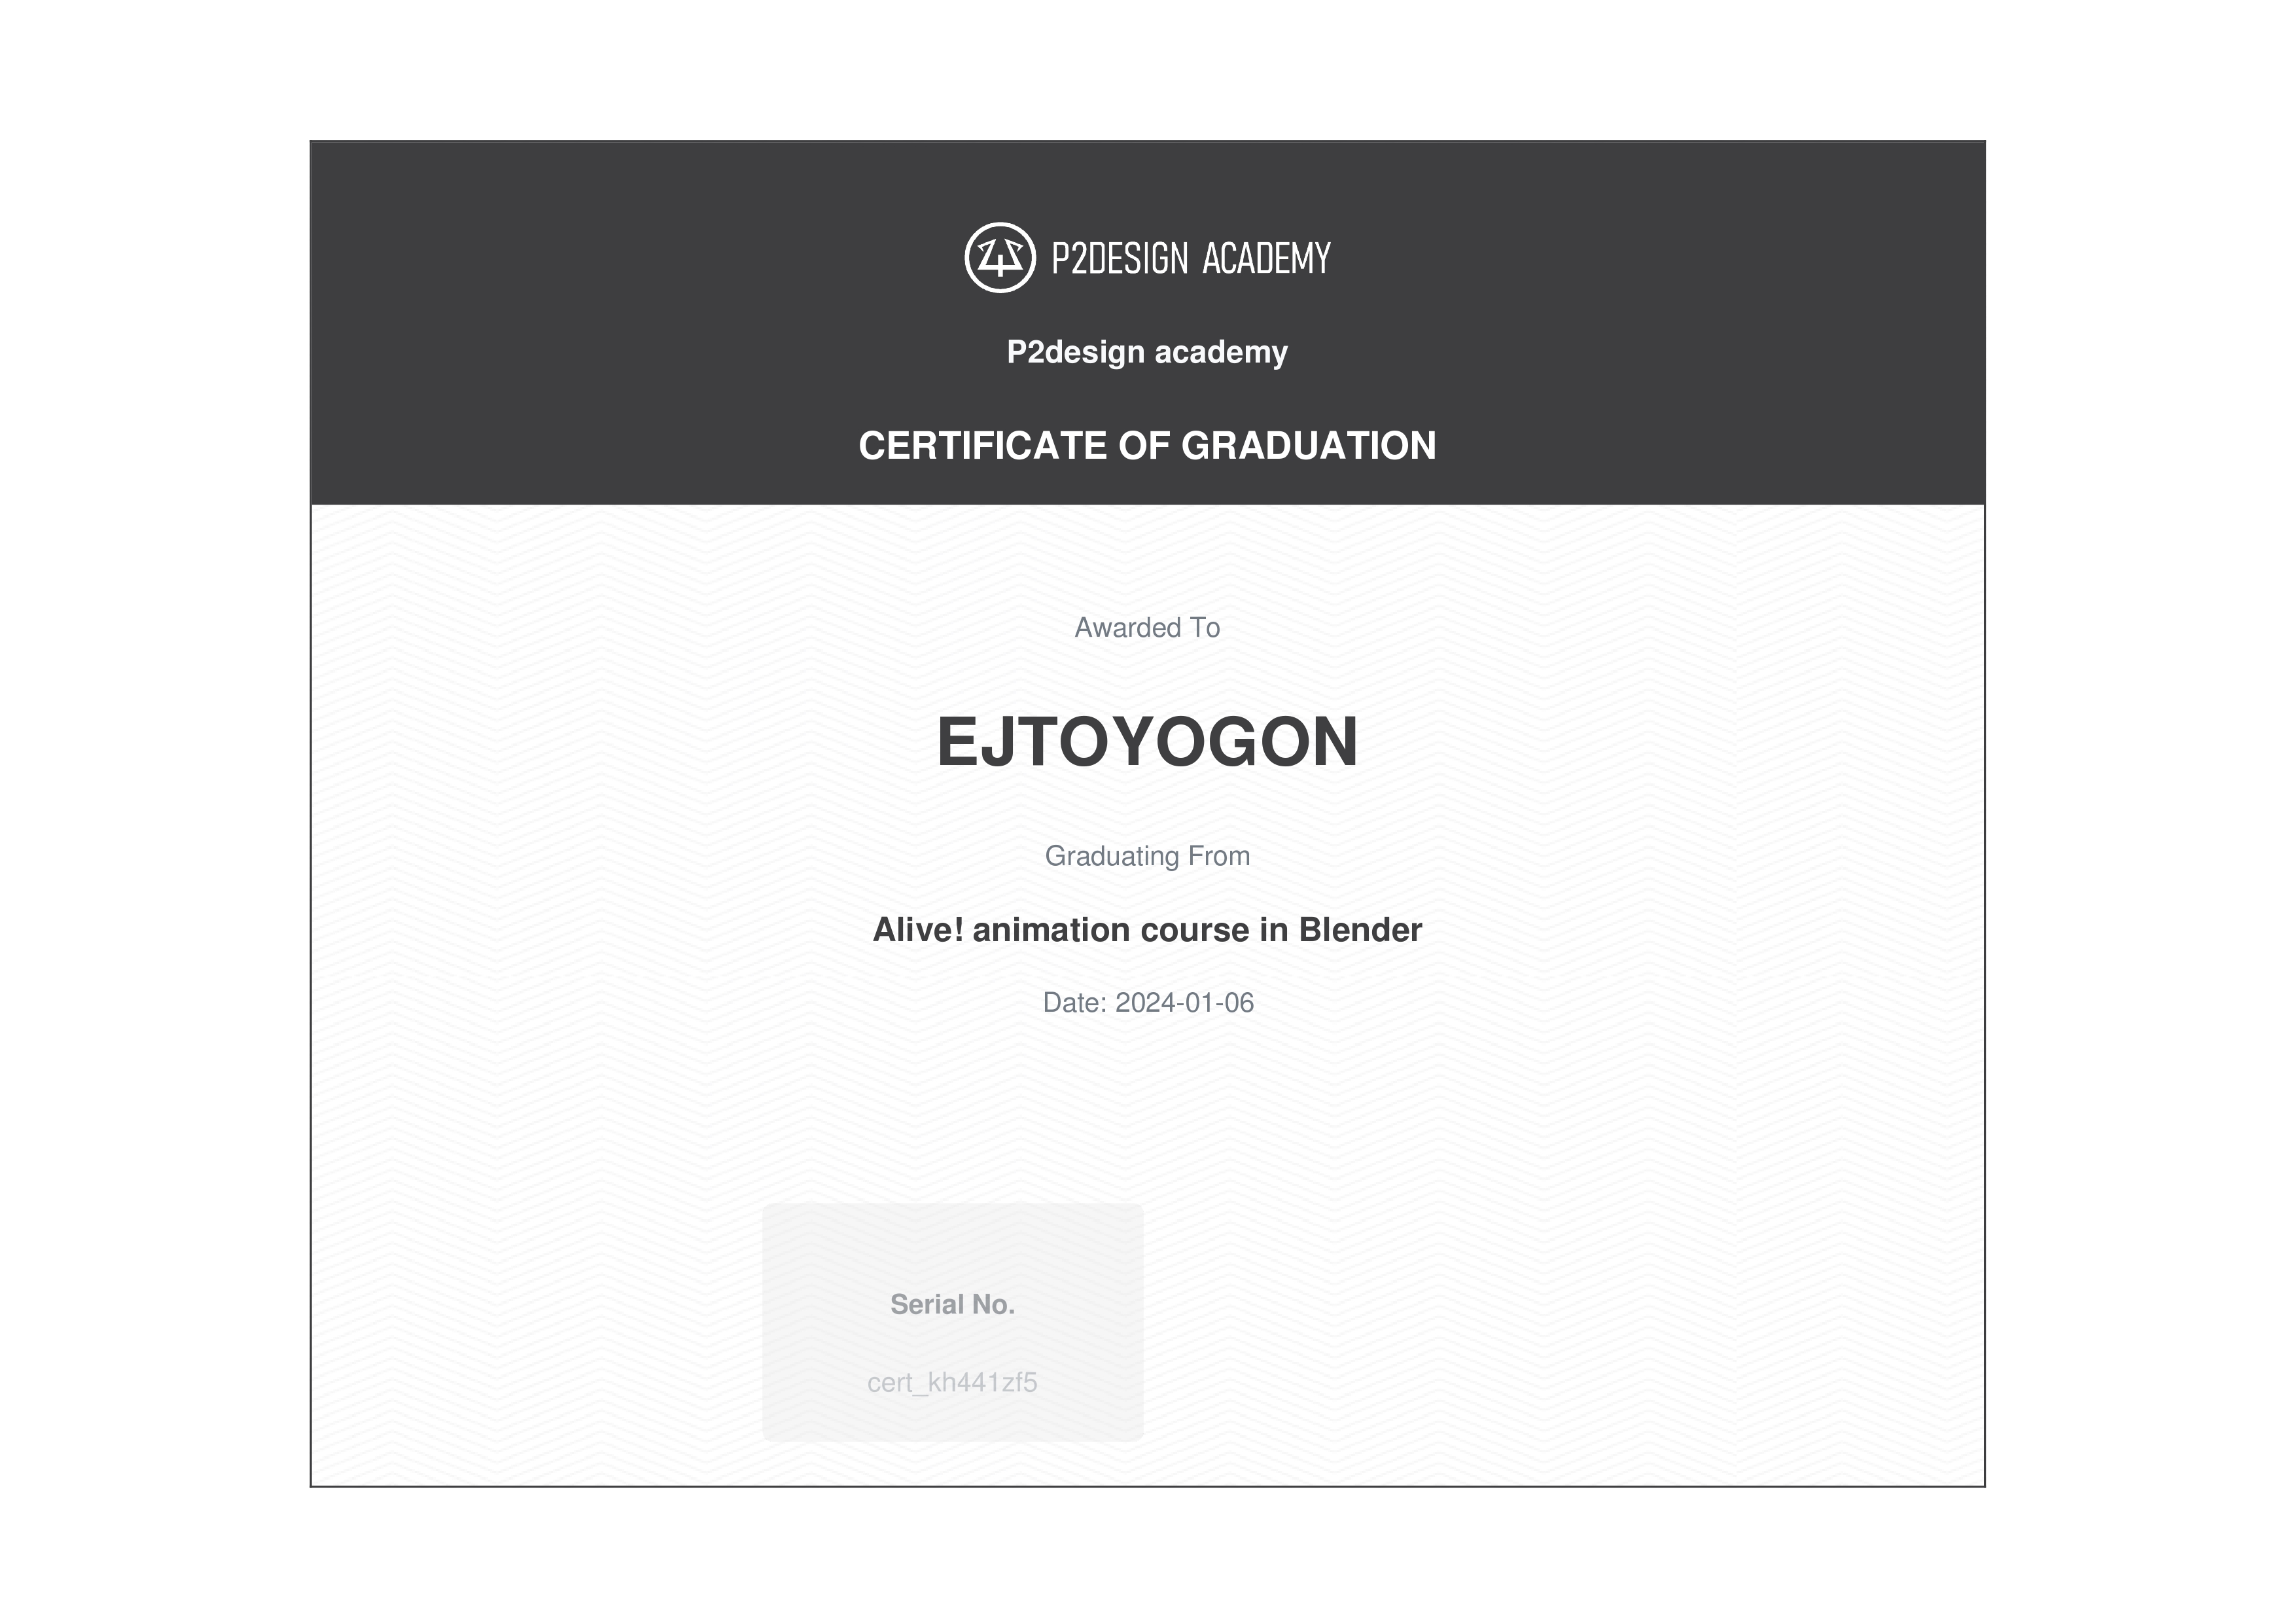 P2DESIGN ACADEMY
P2design academy
CERTIFICATE OF GRADUATION
Awarded To
EJTOYOGON
Graduating From
Alive! animation course in Blender
Date: 2024-01-06
Serial No.
cert_kh441zf5